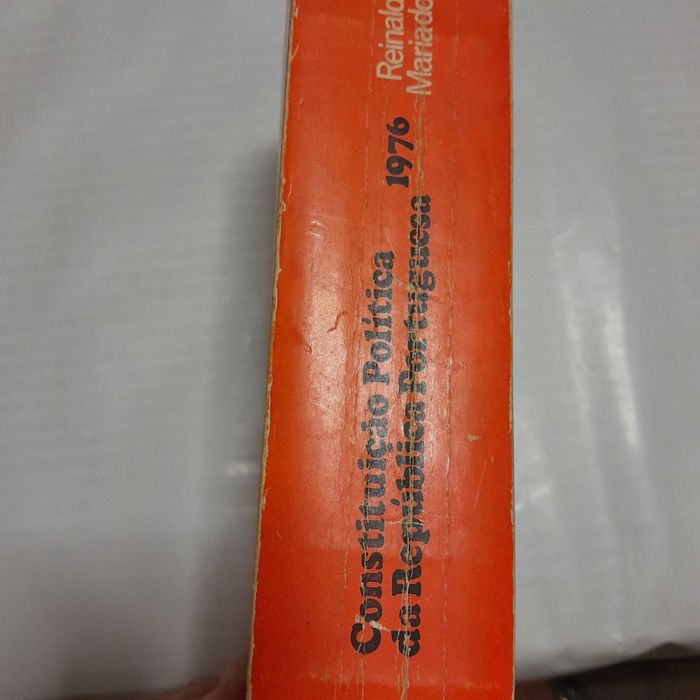 Constituição Política
da República Portuguesa 1976
Reinald
Mariado